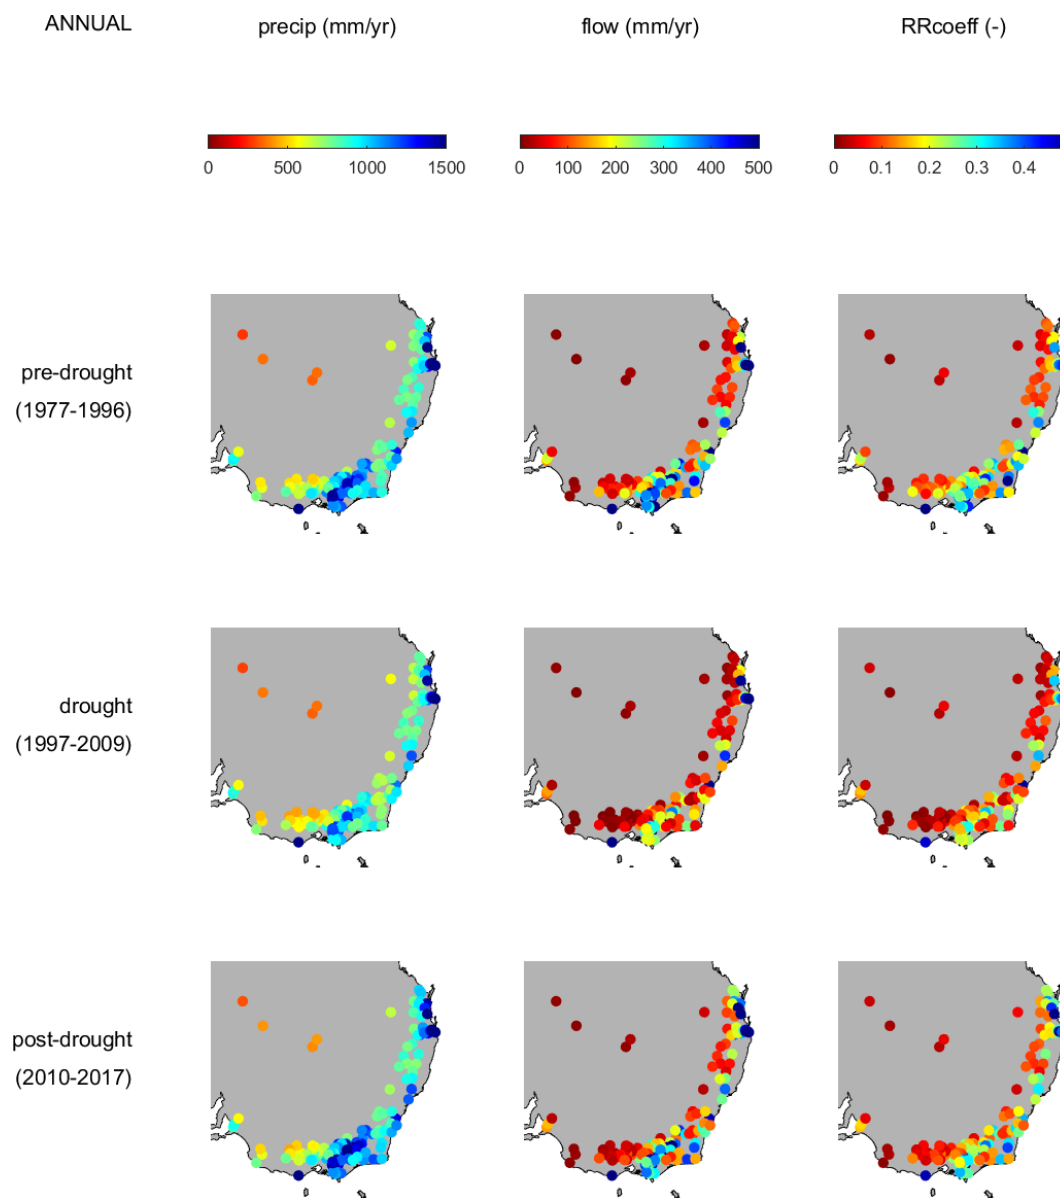 ANNUAL precip (mm/yr) flow (mm/yr) RRcoeff (-)
0 500 1000 1500 0 100 200 300 400 500 0 0.1 0.2 0.3 0.4
pre-drought
(1977-1996)
drought
(1997-2009)
post-drought
(2010-2017)